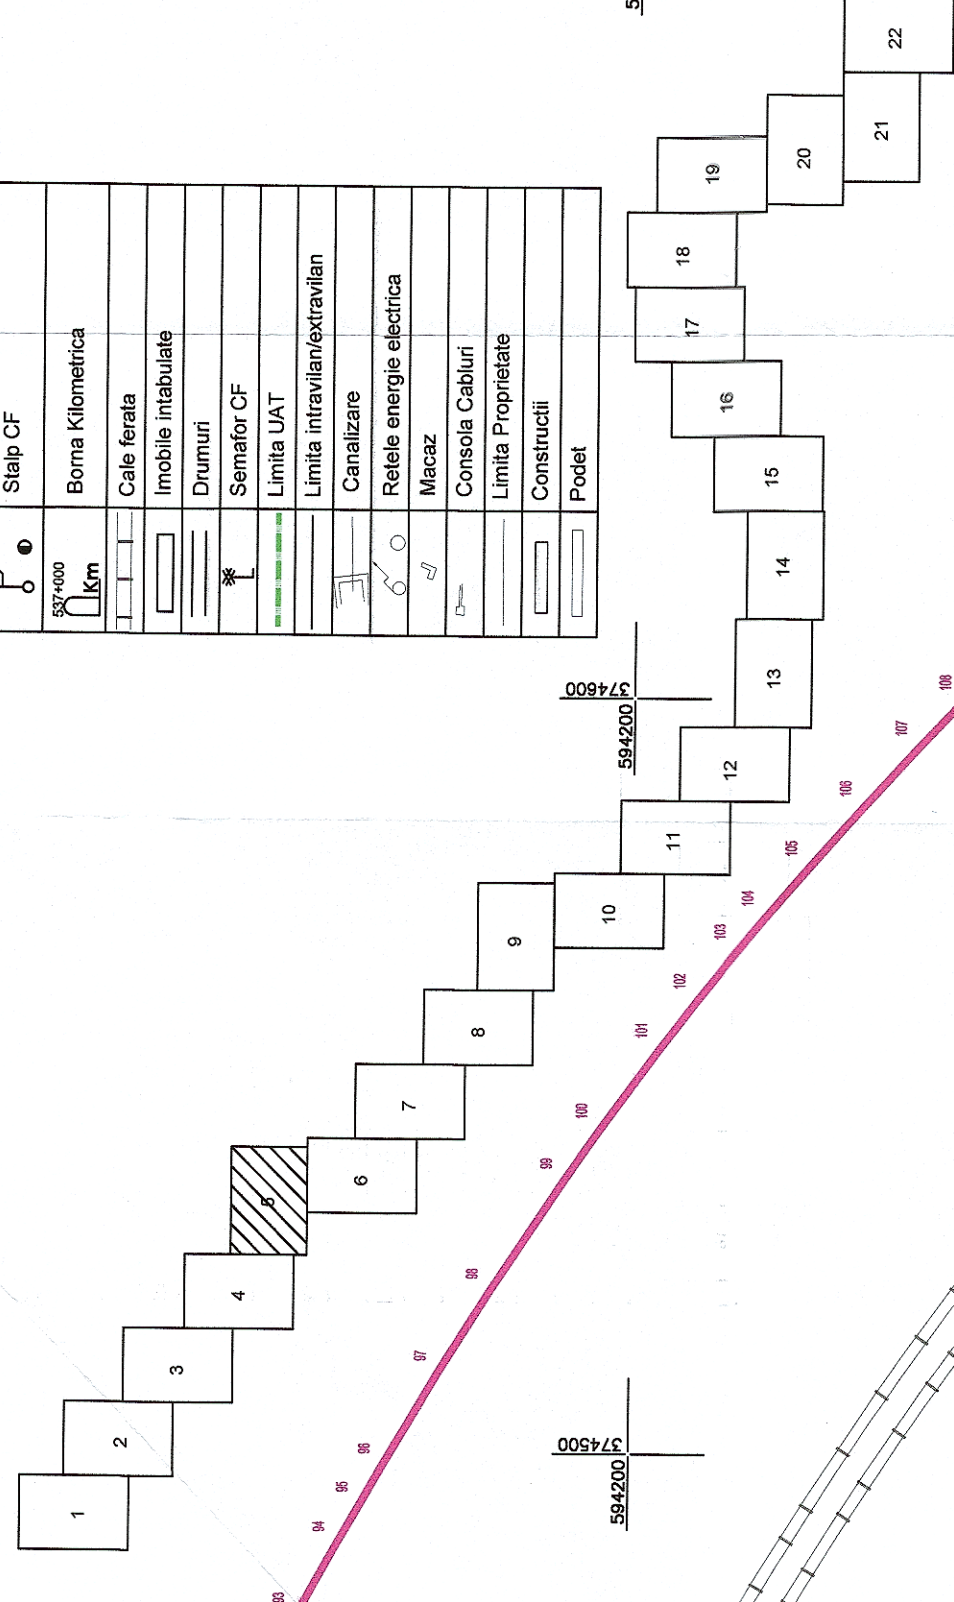 Stalp CF
537+000
Km
Borna Kilometrica
Cale ferata
Imobile intabulate
Drumuri
Semafor CF
Limita UAT
Limita intravilan/extravilan
Canalizare
Retele energie electrica
Macaz
Consola Cabluri
Limita Proprietate
Constructii
Podet
1
2
3
4
5
6
7
8
9
10
11
12
13
14
15
16
17
18
19
20
21
22
374600
594200
374500
594200
5
93
94
95
96
97
98
99
100
101
102
103
104
105
106
107
108